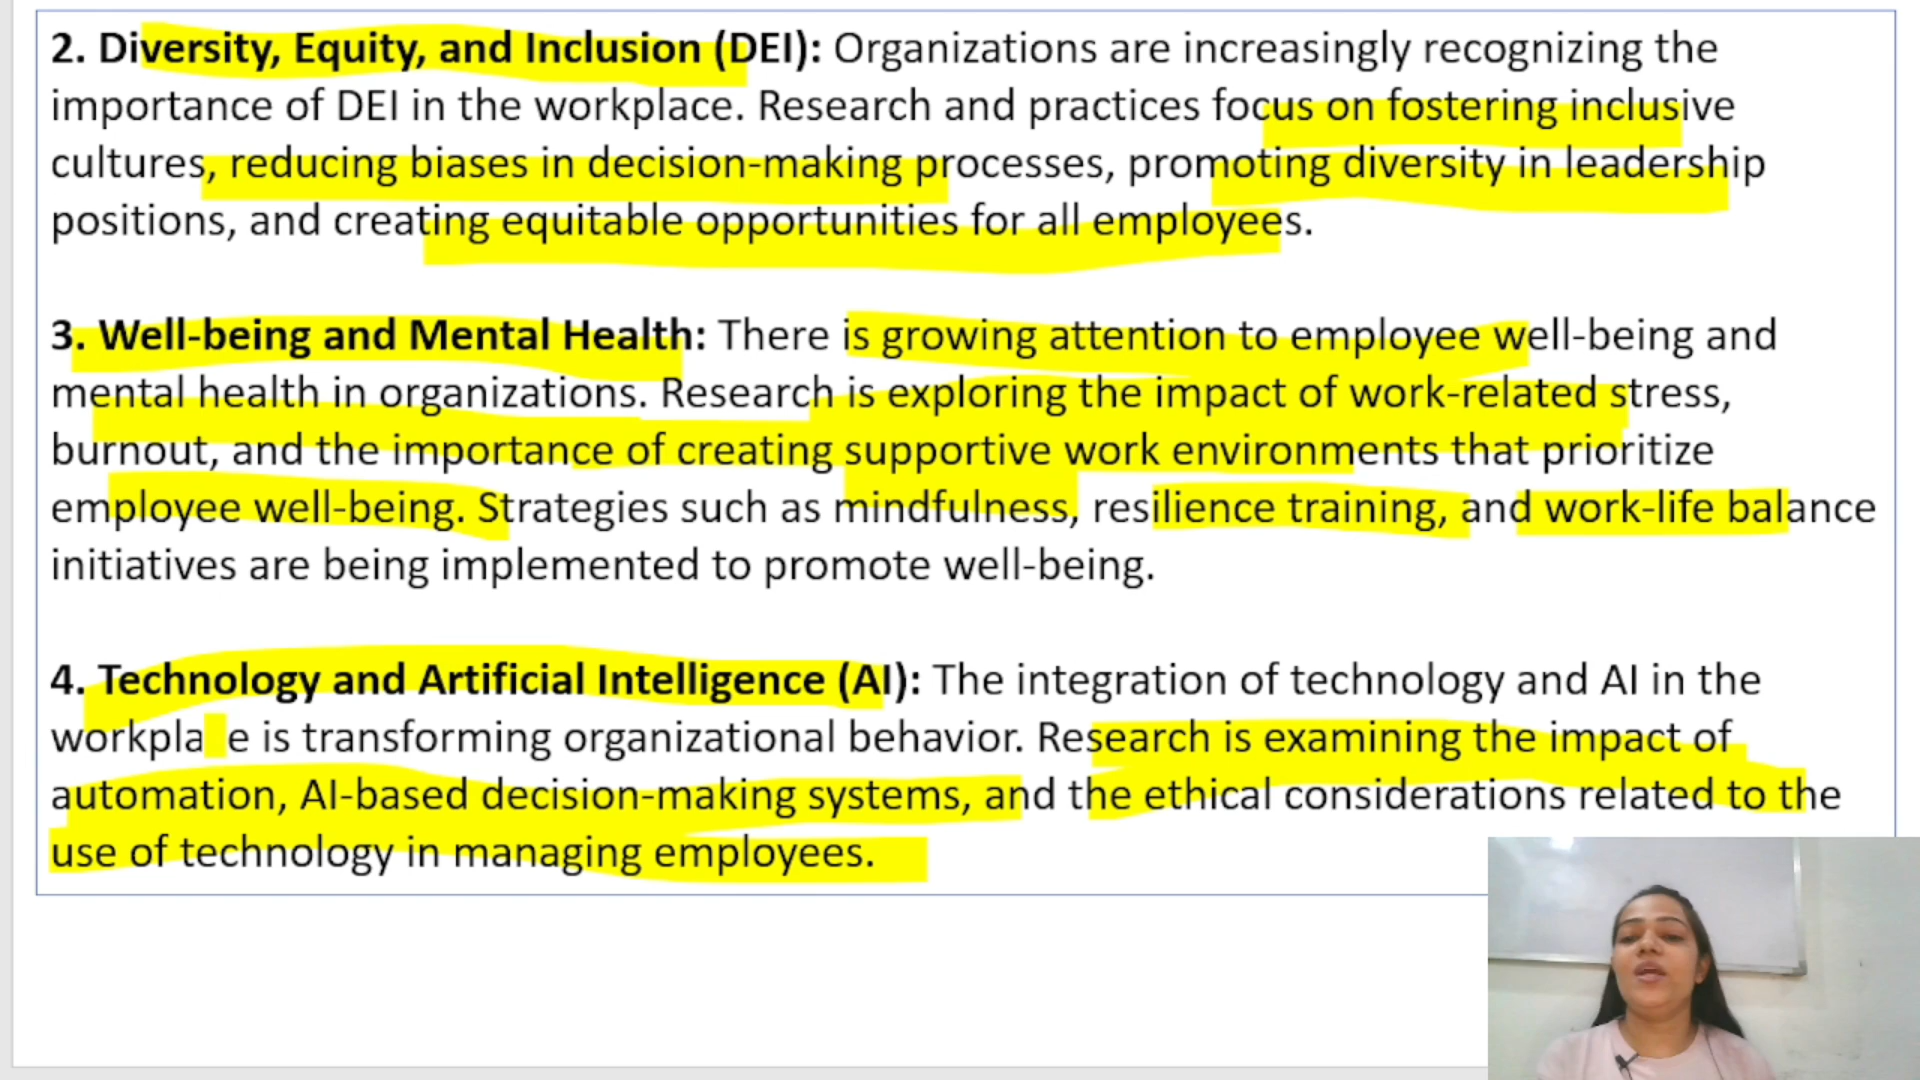 2. Diversity, Equity, and Inclusion (DEI): Organizations are increasingly recognizing the
importance of DEI in the workplace. Research and practices focus on fostering inclusive
cultures, reducing biases in decision-making processes, promoting diversity in leadership
positions, and creating equitable opportunities for all employees.
3. Well-being and Mental Health: There is growing attention to employee well-being and
mental health in organizations. Research is exploring the impact of work-related stress,
burnout, and the importance of creating supportive work environments that prioritize
employee well-being. Strategies such as mindfulness, resilience training, and work-life balance
initiatives are being implemented to promote well-being.
4. Technology and Artificial Intelligence (AI): The integration of technology and AI in the
workpla e is transforming organizational behavior. Research is examining the impact of
automation, AI-based decision-making systems, and the ethical considerations related to the
use of technology in managing employees.